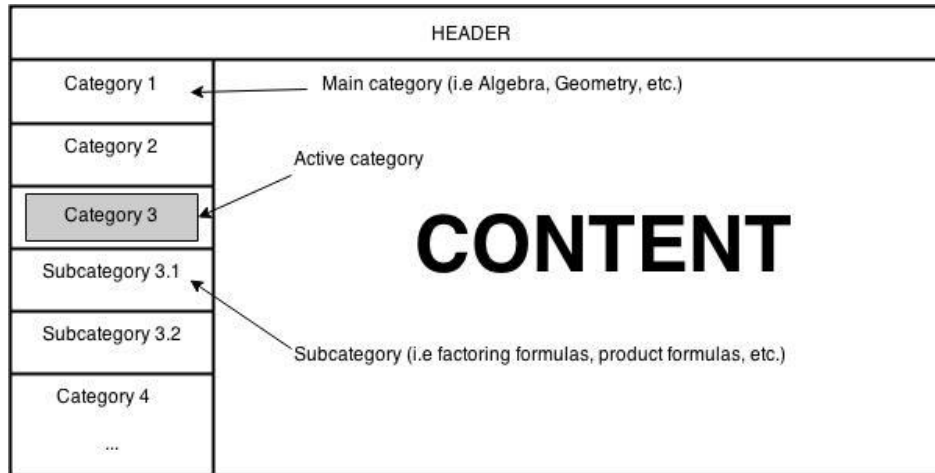 HEADER
Category 1
Main category (i.e Algebra, Geometry, etc.)
Category 2
Active category
Category 3
CONTENT
Subcategory 3.1
Subcategory 3.2
Subcategory (i.e factoring formulas, product formulas, etc.)
Category 4
...